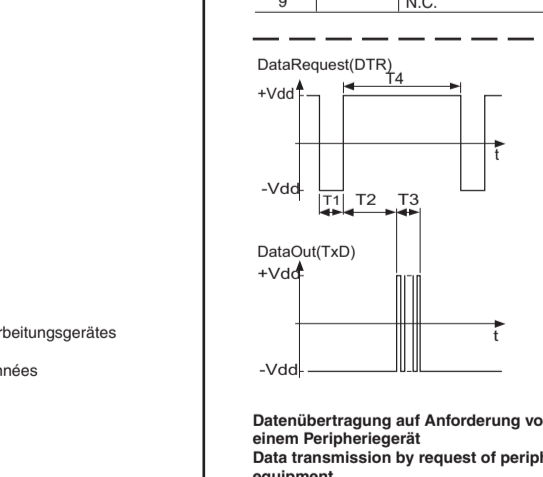 9 N.C.
DataRequest(DTR)
T4
+Vdd
t
-Vdd
T1 T2 T3
DataOut(TxD)
+Vdd
t
-Vdd
rbeitungsgerätes
nnées
Datenübertragung auf Anforderung vo
einem Peripheriegerät
Data transmission by request of periph
equipment